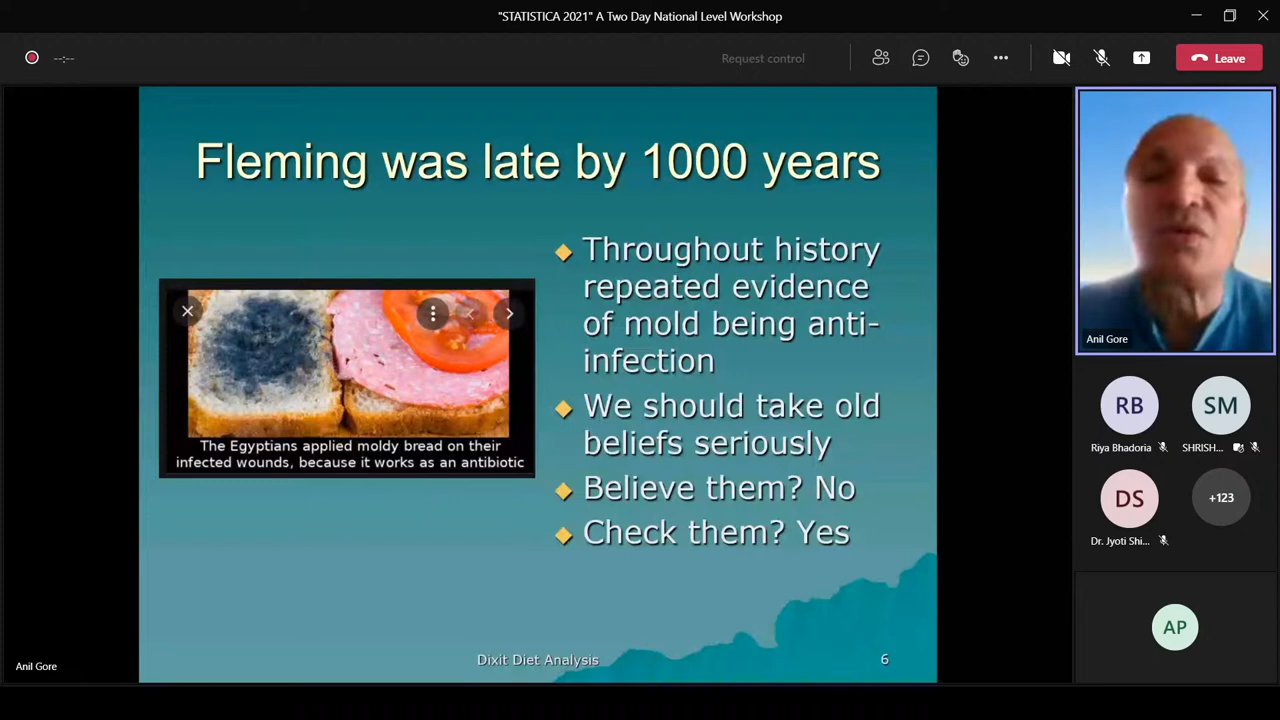 "STATISTICA 2021" A Two Day National Level Workshop
--:--
Request control
Leave
Fleming was late by 1000 years
Throughout history
repeated evidence
of mold being anti-
infection
We should take old
beliefs seriously
Believe them? No
Check them? Yes
The Egyptians applied moldy bread on their
infected wounds, because it works as an antibiotic
Dixit Diet Analysis
6
Anil Gore
Anil Gore
RB
SM
Riya Bhadoria
SHRISH...
DS
+123
Dr. Jyoti Shi...
AP